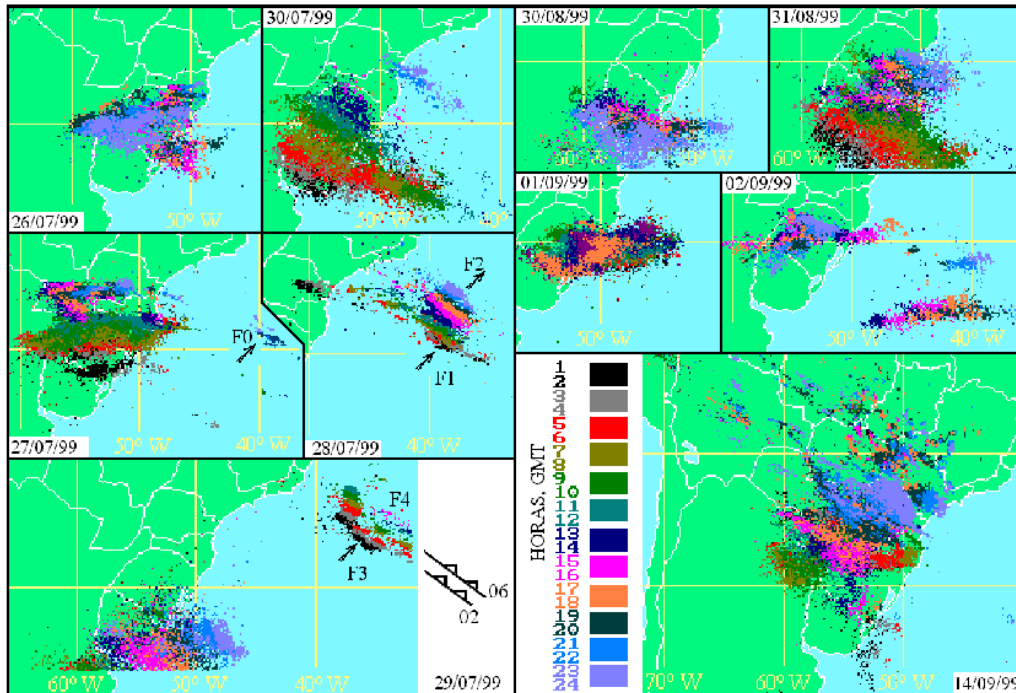 30/07/99
30/08/99
31/08/99
60° W
50° W
60° W
26/07/99
50° W
50° W
40°
01/09/99
02/09/99
F2
F0
F1
50° W
50° W
40° W
27/07/99
50° W
40° W
28/07/99
40° W
1
2
3
4
5
6
7
8
9
10
11
12
13
14
15
16
17
18
19
20
21
22
23
24
HORAS, GMT
F4
F3
06
02
60° W
50° W
40° W
29/07/99
70° W
60° W
50° W
14/09/99